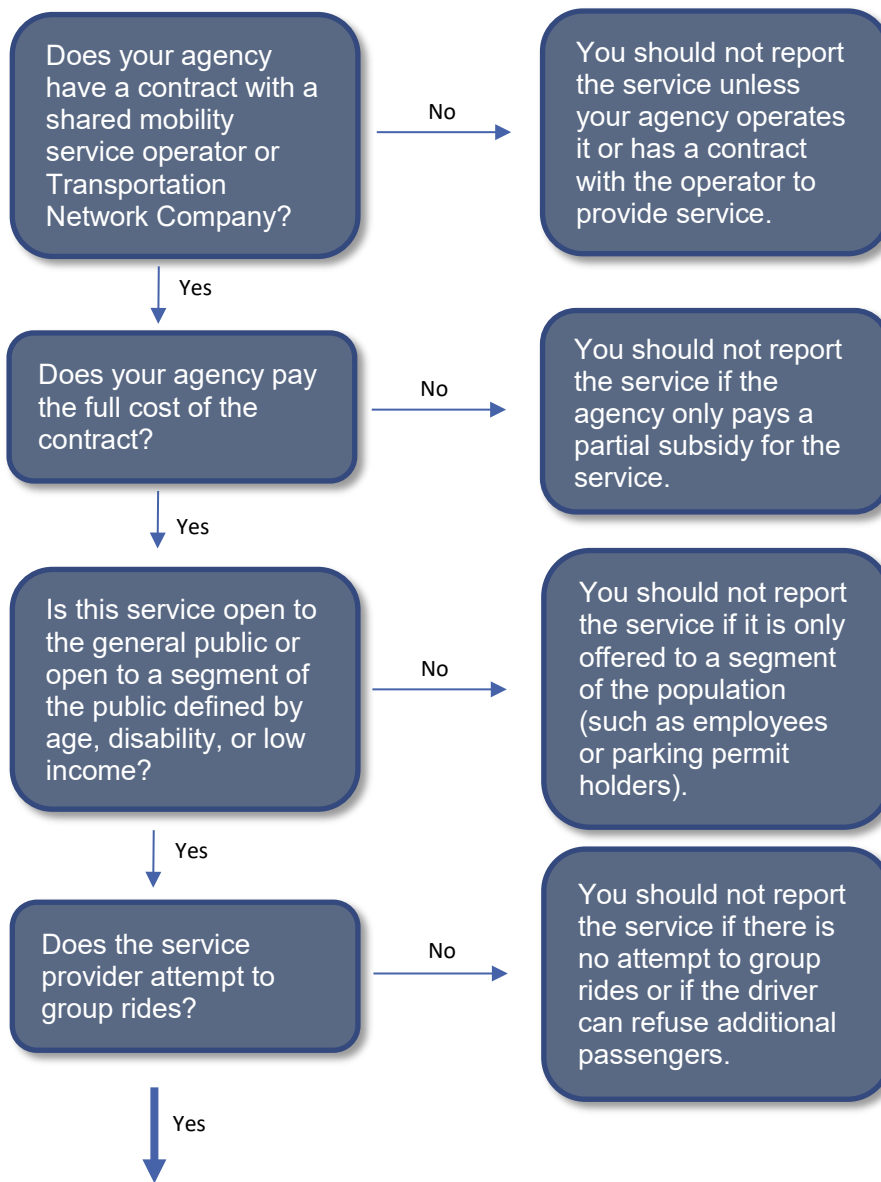 Does your agency
have a contract with a
shared mobility
service operator or
Transportation
Network Company?
No
You should not report
the service unless
your agency operates
it or has a contract
with the operator to
provide service.
Yes
Does your agency pay
the full cost of the
contract?
No
You should not report
the service if the
agency only pays a
partial subsidy for the
service.
Yes
Is this service open to
the general public or
open to a segment of
the public defined by
age, disability, or low
income?
No
You should not report
the service if it is only
offered to a segment
of the population
(such as employees
or parking permit
holders).
Yes
Does the service
provider attempt to
group rides?
No
You should not report
the service if there is
no attempt to group
rides or if the driver
can refuse additional
passengers.
Yes